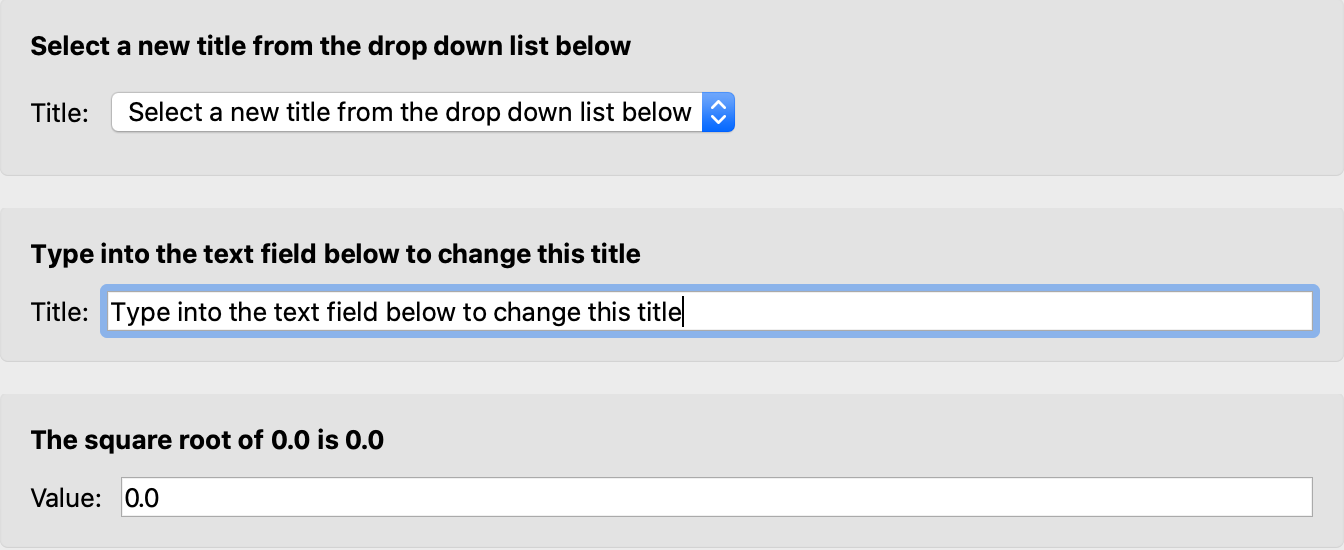 Select a new title from the drop down list below
Title: Select a new title from the drop down list below
Type into the text field below to change this title
Title: Type into the text field below to change this title
The square root of 0.0 is 0.0
Value: 0.0